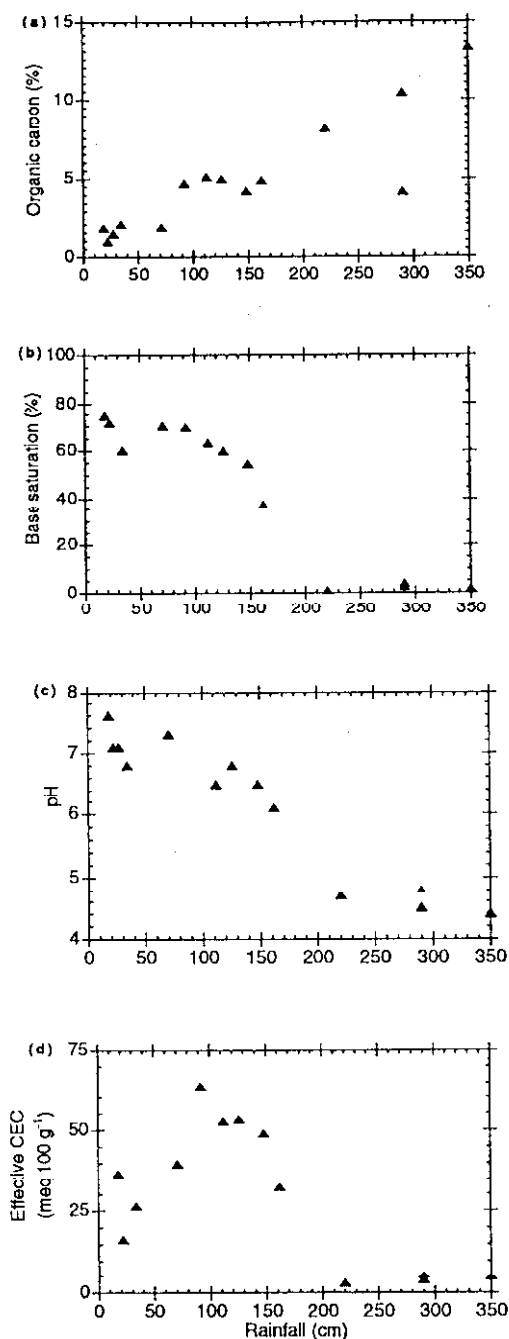 (a)
15
10
5
0
Organic carbon (%)
0 50 100 150 200 250 300 350
(b)
100
80
60
40
20
0
Base saturation (%)
0 50 100 150 200 250 300 350
(c)
8
7
6
5
4
pH
0 50 100 150 200 250 300 350
(d)
75
50
25
0
Effective CEC
(meq 100 g⁻¹)
0 50 100 150 200 250 300 350
Rainfall (cm)